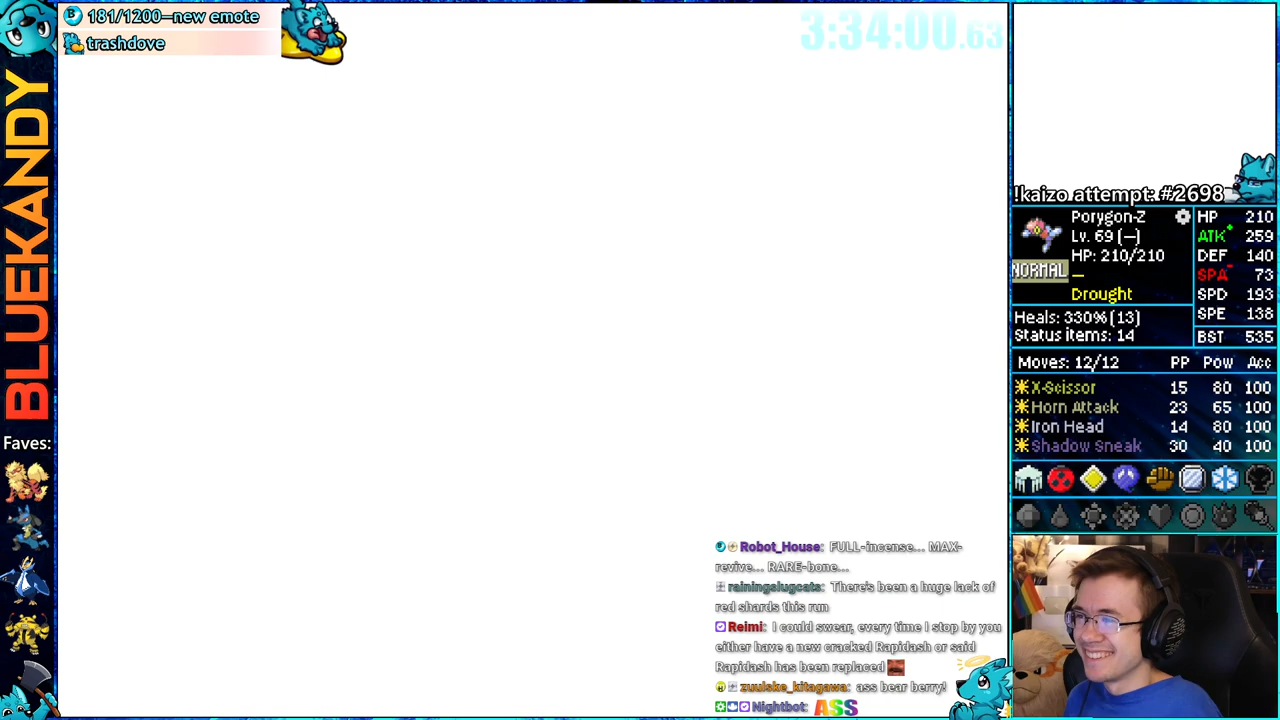 181/1200—new emote
trashdove
3:34:00.63
BLUEKANDY
Faves:
!kaizo attempt: #2698
Porygon-Z
Lv. 69 (—)
HP: 210/210
NORMAL
—
Drought
Heals: 330% (13)
Status items: 14
HP 210
ATK+ 259
DEF 140
SPA- 73
SPD 193
SPE 138
BST 535
Moves: 12/12 PP Pow Acc
X-Scissor 15 80 100
Horn Attack 23 65 100
Iron Head 14 80 100
Shadow Sneak 30 40 100
Robot_House: FULL-incense... MAX-
revive... RARE-bone...
rainingslugcats: There's been a huge lack of
red shards this run
Reimi: I could swear, every time I stop by you
either have a new cracked Rapidash or said
Rapidash has been replaced
zuulske_kitagawa: ass bear berry!
Nightbot: ASS